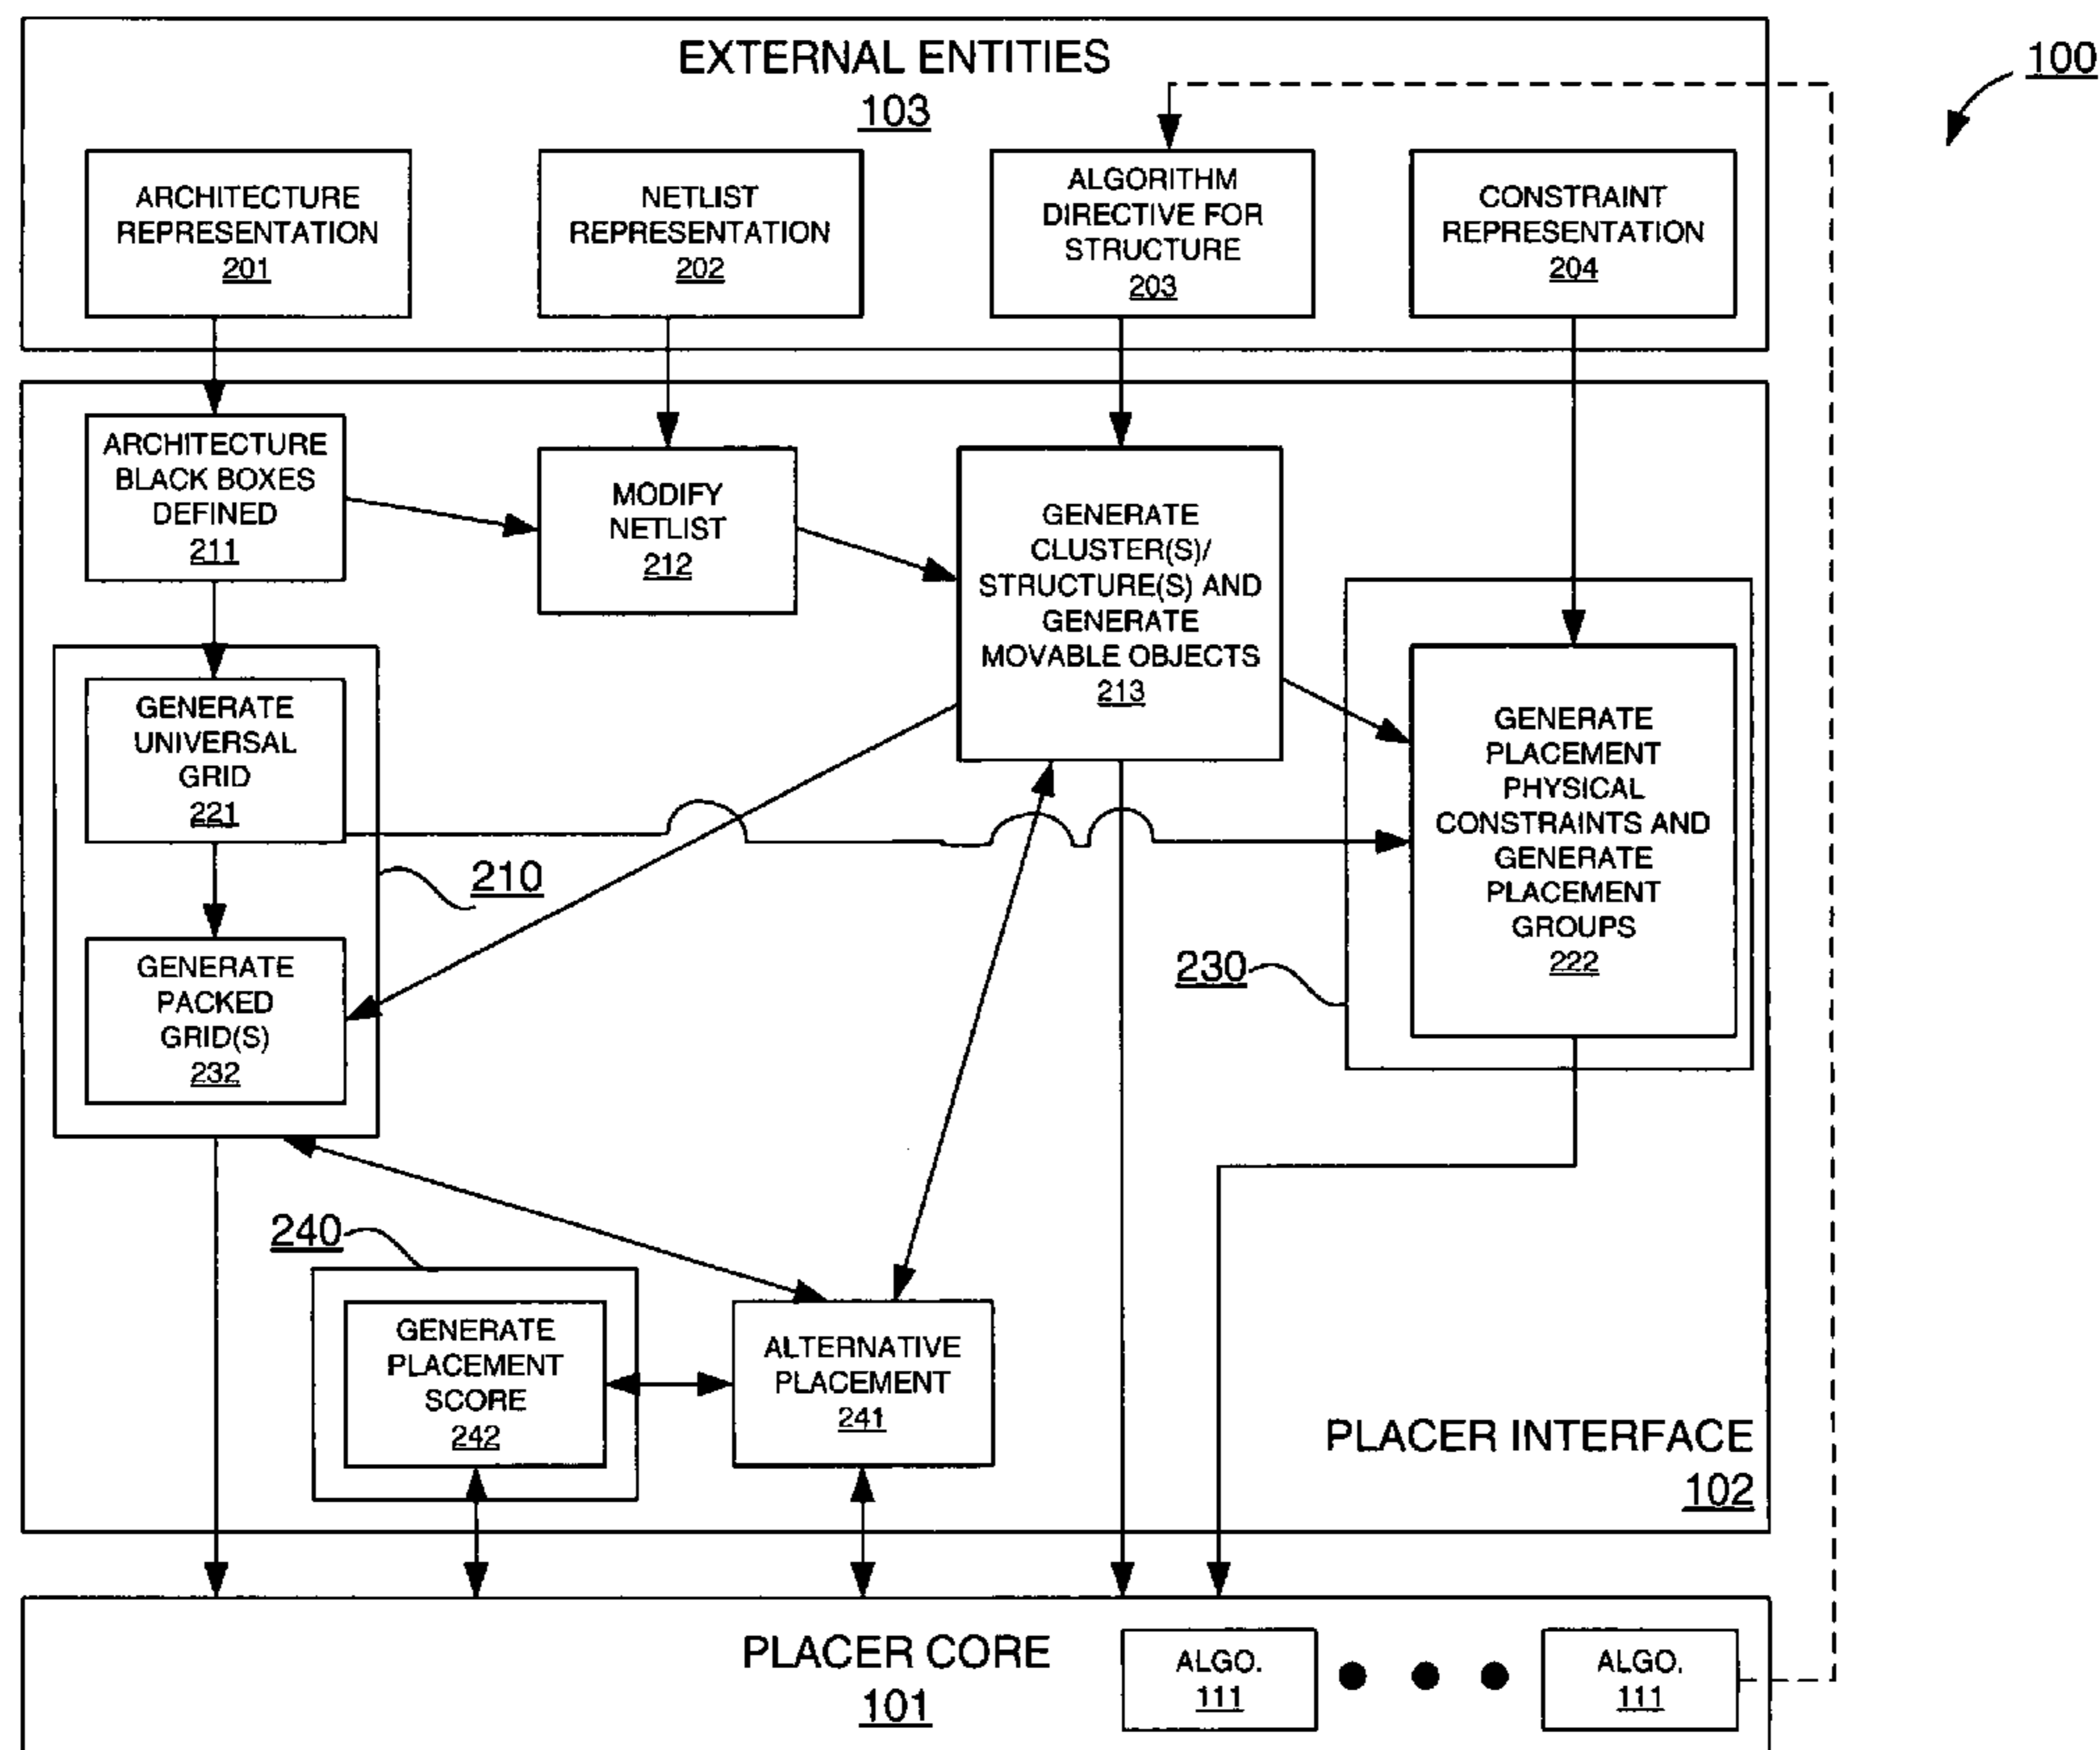 EXTERNAL ENTITIES
103
100
ARCHITECTURE
REPRESENTATION
201
NETLIST
REPRESENTATION
202
ALGORITHM
DIRECTIVE FOR
STRUCTURE
203
CONSTRAINT
REPRESENTATION
204
ARCHITECTURE
BLACK BOXES
DEFINED
211
MODIFY
NETLIST
212
GENERATE
CLUSTER(S)/
STRUCTURE(S) AND
GENERATE
MOVABLE OBJECTS
213
GENERATE
UNIVERSAL
GRID
221
210
GENERATE
PLACEMENT
PHYSICAL
CONSTRAINTS AND
GENERATE
PLACEMENT
GROUPS
222
230
GENERATE
PACKED
GRID(S)
232
240
GENERATE
PLACEMENT
SCORE
242
ALTERNATIVE
PLACEMENT
241
PLACER INTERFACE
102
PLACER CORE
101
ALGO.
111
ALGO.
111